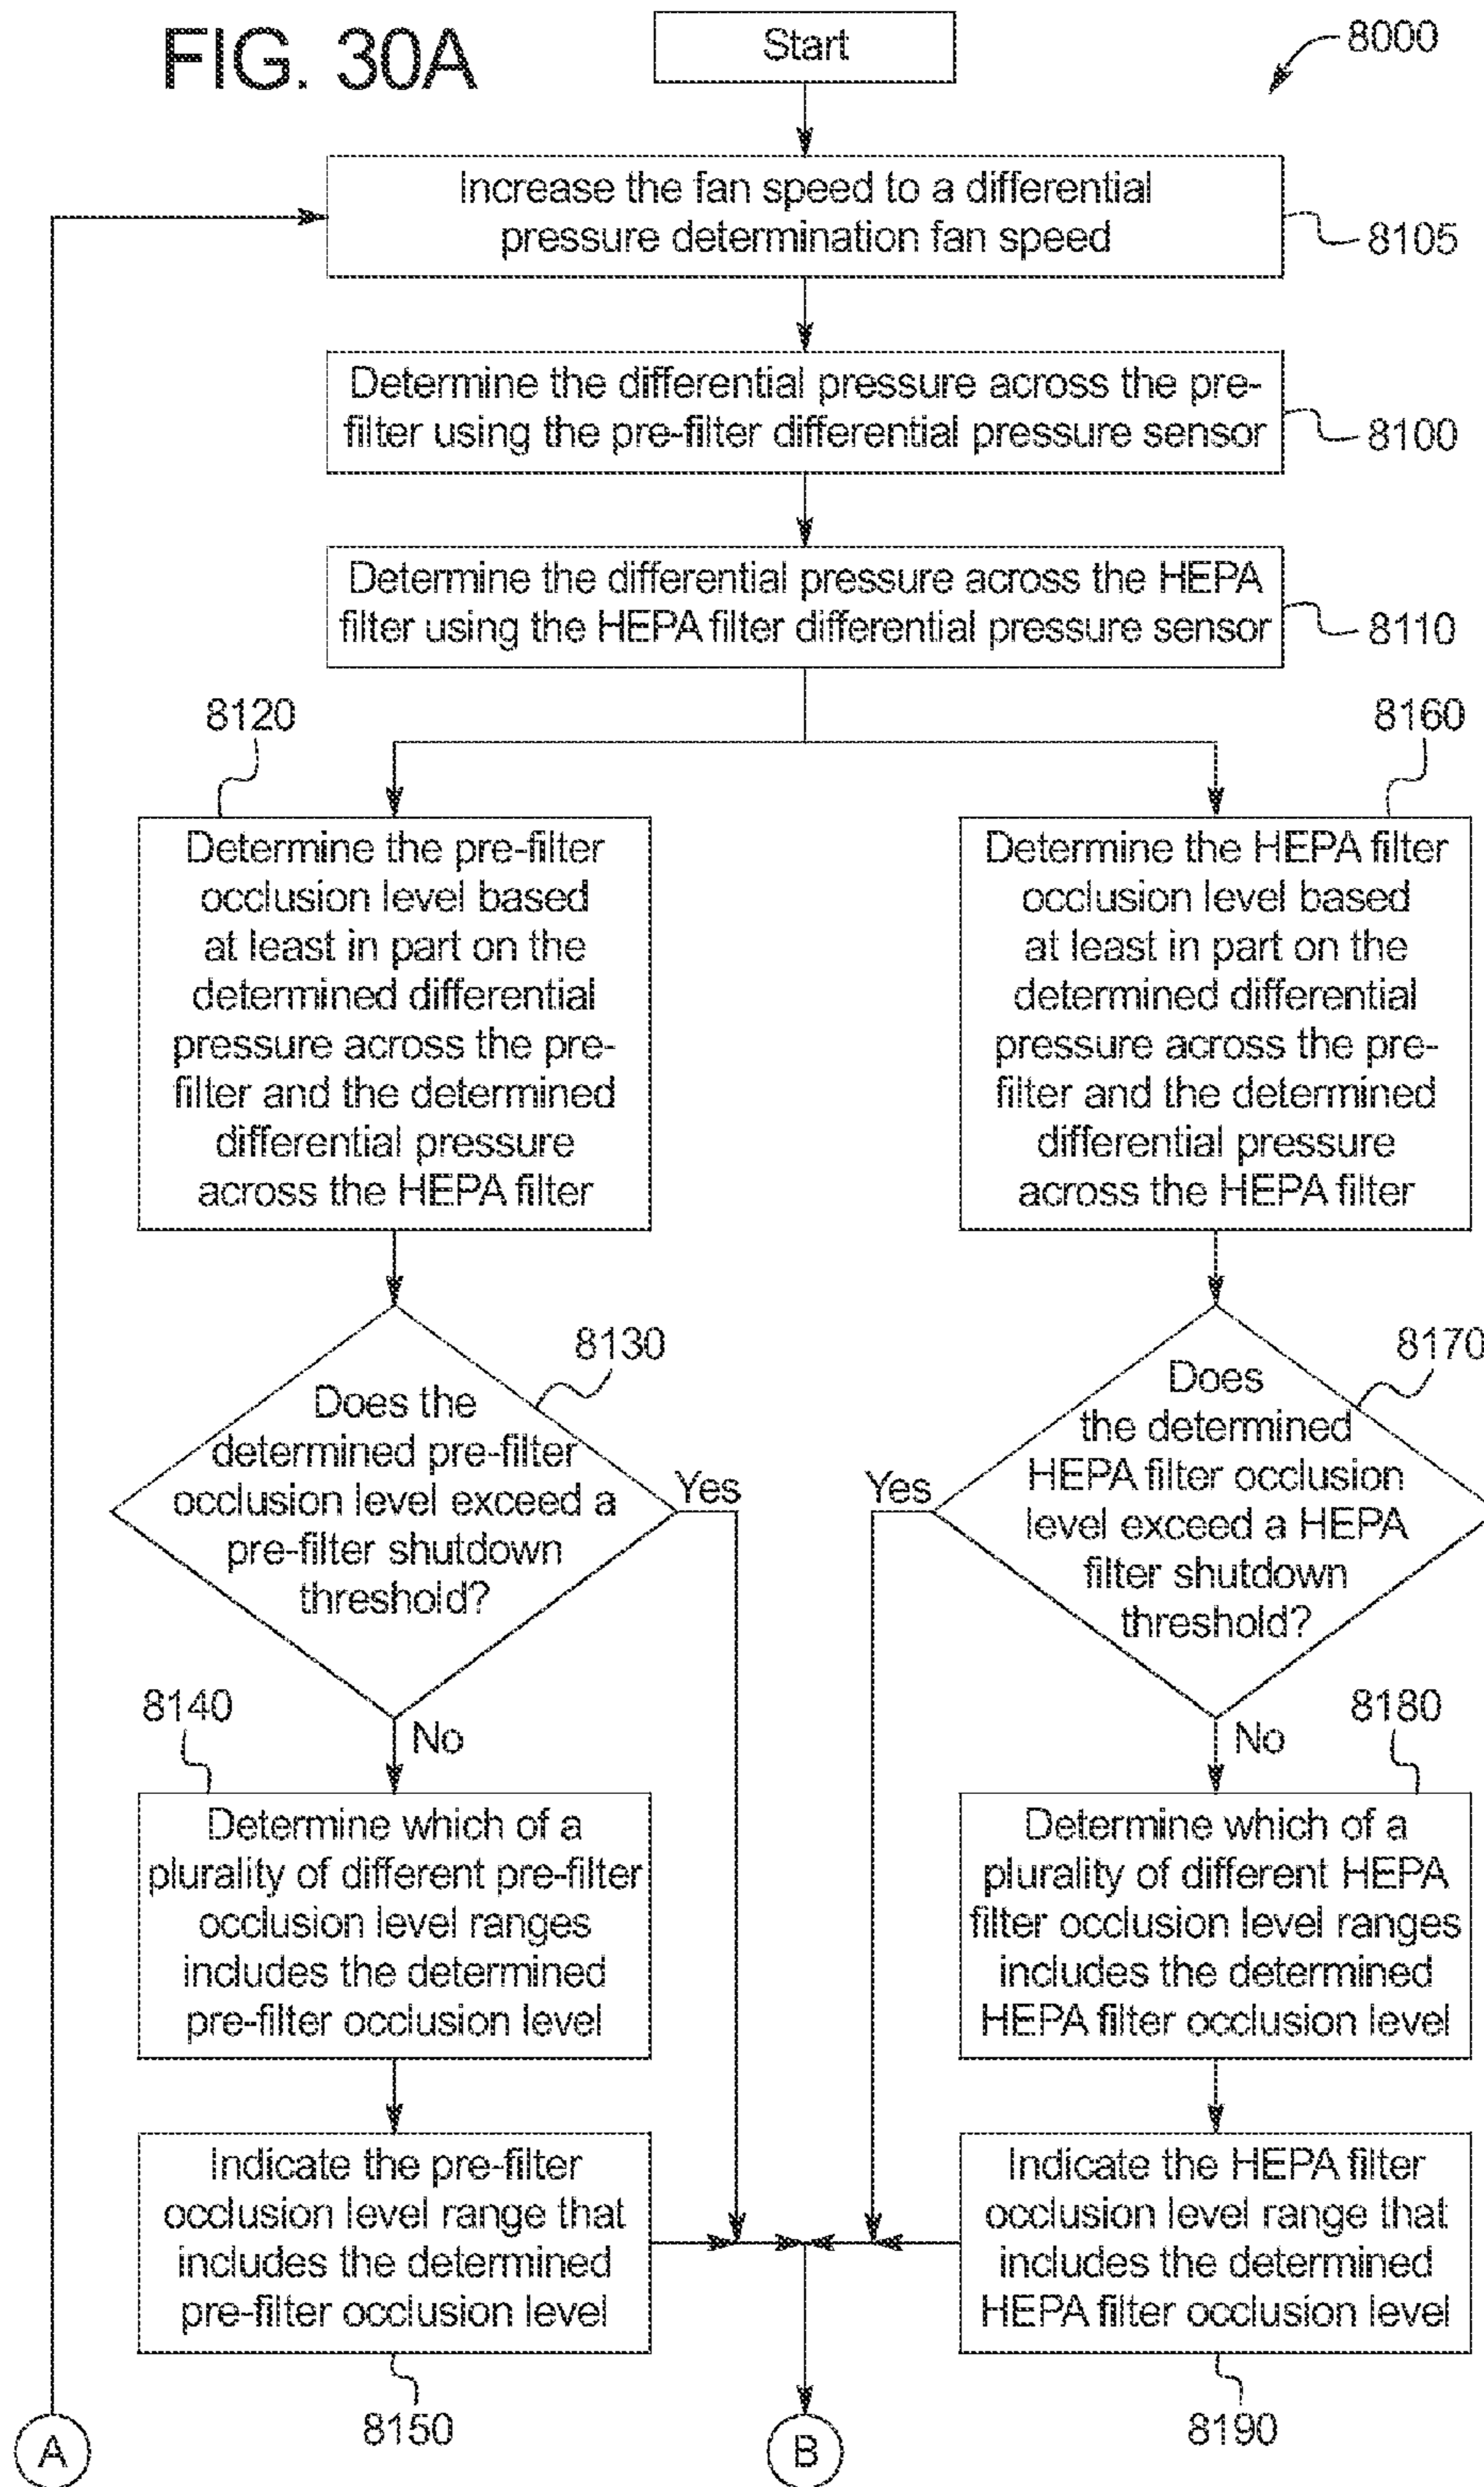 FIG. 30A
Start
8000
Increase the fan speed to a differential
pressure determination fan speed
8105
Determine the differential pressure across the pre-
filter using the pre-filter differential pressure sensor
8100
Determine the differential pressure across the HEPA
filter using the HEPA filter differential pressure sensor
8110
8120
Determine the pre-filter
occlusion level based
at least in part on the
determined differential
pressure across the pre-
filter and the determined
differential pressure
across the HEPA filter
8160
Determine the HEPA filter
occlusion level based
at least in part on the
determined differential
pressure across the pre-
filter and the determined
differential pressure
across the HEPA filter
8130
Does the
determined pre-filter
occlusion level exceed a
pre-filter shutdown
threshold?
Yes
No
8170
Does
the determined
HEPA filter occlusion
level exceed a HEPA
filter shutdown
threshold?
Yes
No
8140
Determine which of a
plurality of different pre-filter
occlusion level ranges
includes the determined
pre-filter occlusion level
8180
Determine which of a
plurality of different HEPA
filter occlusion level ranges
includes the determined
HEPA filter occlusion level
Indicate the pre-filter
occlusion level range that
includes the determined
pre-filter occlusion level
8150
Indicate the HEPA filter
occlusion level range that
includes the determined
HEPA filter occlusion level
8190
A
B